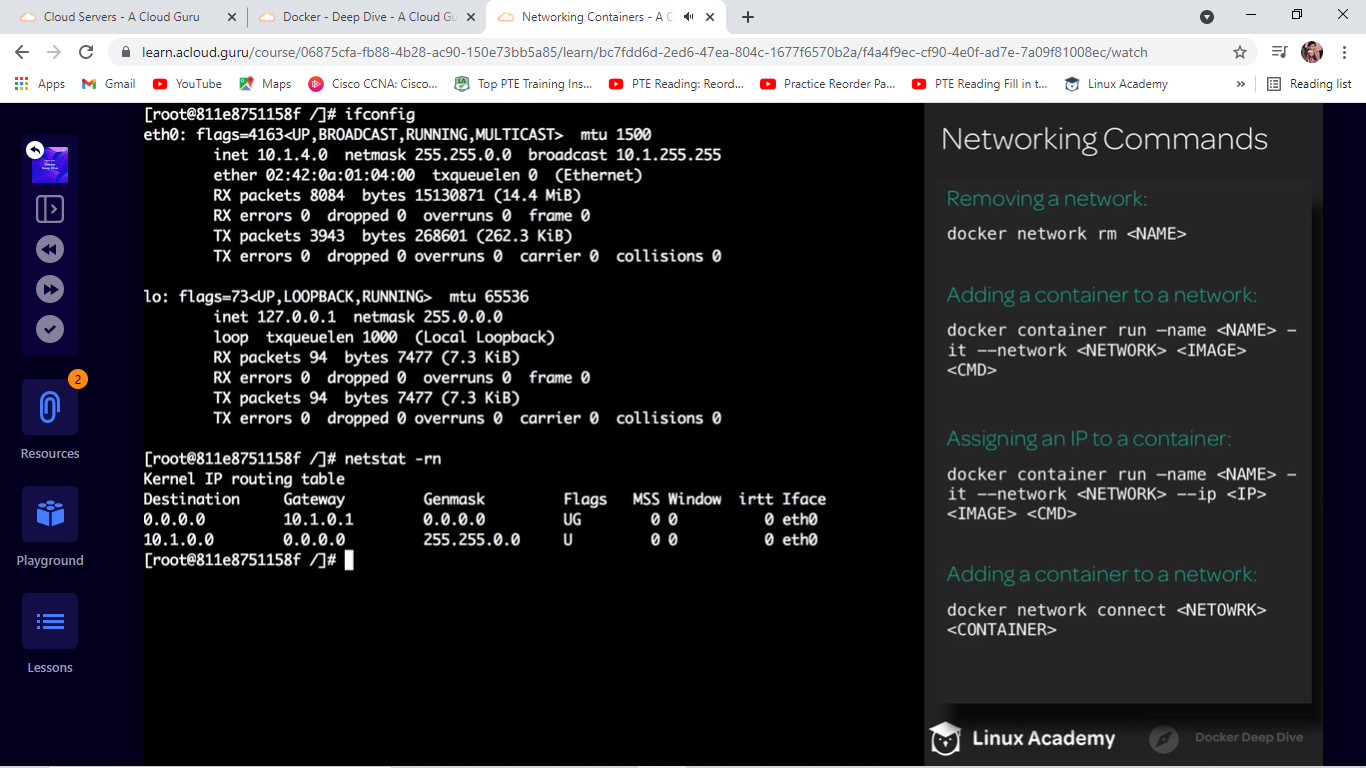 Cloud Servers - A Cloud Guru
Docker - Deep Dive - A Cloud Gu
Networking Containers - A C
learn.acloud.guru/course/06875cfa-fb88-4b28-ac90-150e73bb5a85/learn/bc7fdd6d-2ed6-47ea-804c-1677f6570b2a/f4a4f9ec-cf90-4e0f-ad7e-7a09f81008ec/watch
Apps Gmail YouTube Maps Cisco CCNA: Cisco... Top PTE Training Ins... PTE Reading: Reord... Practice Reorder Pa... PTE Reading Fill in t... Linux Academy » Reading list
Docker
Deep Dive
2
Resources
Playground
Lessons
[root@811e8751158f /]# ifconfig
eth0: flags=4163<UP,BROADCAST,RUNNING,MULTICAST>  mtu 1500
        inet 10.1.4.0  netmask 255.255.0.0  broadcast 10.1.255.255
        ether 02:42:0a:01:04:00  txqueuelen 0  (Ethernet)
        RX packets 8084  bytes 15130871 (14.4 MiB)
        RX errors 0  dropped 0  overruns 0  frame 0
        TX packets 3943  bytes 268601 (262.3 KiB)
        TX errors 0  dropped 0 overruns 0  carrier 0  collisions 0
lo: flags=73<UP,LOOPBACK,RUNNING>  mtu 65536
        inet 127.0.0.1  netmask 255.0.0.0
        loop  txqueuelen 1000  (Local Loopback)
        RX packets 94  bytes 7477 (7.3 KiB)
        RX errors 0  dropped 0  overruns 0  frame 0
        TX packets 94  bytes 7477 (7.3 KiB)
        TX errors 0  dropped 0 overruns 0  carrier 0  collisions 0
[root@811e8751158f /]# netstat -rn
Kernel IP routing table
Destination     Gateway         Genmask         Flags   MSS Window  irtt Iface
0.0.0.0         10.1.0.1        0.0.0.0         UG        0 0          0 eth0
10.1.0.0        0.0.0.0         255.255.0.0     U         0 0          0 eth0
[root@811e8751158f /]#
Networking Commands
Removing a network:
docker network rm <NAME>
Adding a container to a network:
docker container run –name <NAME> –
it ––network <NETWORK> <IMAGE>
<CMD>
Assigning an IP to a container:
docker container run –name <NAME> –
it ––network <NETWORK> ––ip <IP>
<IMAGE> <CMD>
Adding a container to a network:
docker network connect <NETOWRK>
<CONTAINER>
Linux Academy
Docker Deep Dive